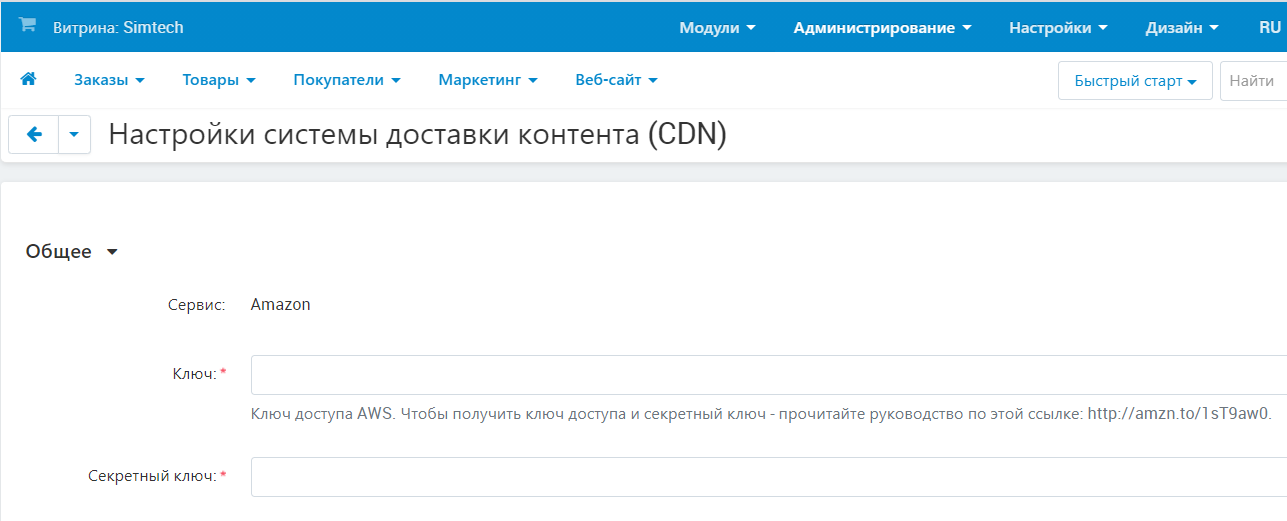 Витрина: Simtech Модули Администрирование Настройки Дизайн RU
Заказы Товары Покупатели Маркетинг Веб-сайт Быстрый старт Найти
Настройки системы доставки контента (CDN)
Общее
Сервис: Amazon
Ключ: *
Ключ доступа AWS. Чтобы получить ключ доступа и секретный ключ - прочитайте руководство по этой ссылке: http://amzn.to/1sT9aw0.
Секретный ключ: *